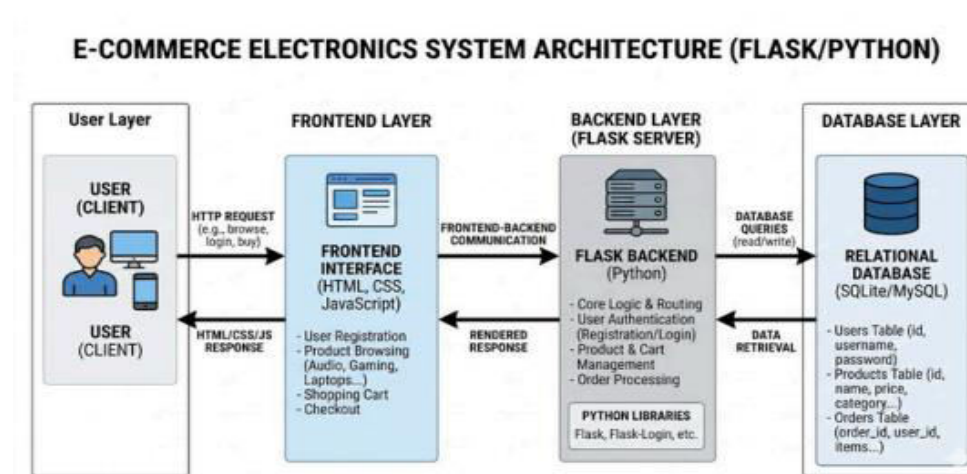 E-COMMERCE ELECTRONICS SYSTEM ARCHITECTURE (FLASK/PYTHON)
User Layer
USER
(CLIENT)
USER
(CLIENT)
HTTP REQUEST
(e.g., browse,
login, buy)
HTML/CSS/JS
RESPONSE
FRONTEND LAYER
FRONTEND
INTERFACE
(HTML, CSS,
JavaScript)
- User Registration
- Product Browsing
(Audio, Gaming,
Laptops...)
- Shopping Cart
- Checkout
FRONTEND-BACKEND
COMMUNICATION
RENDERED
RESPONSE
BACKEND LAYER
(FLASK SERVER)
FLASK BACKEND
(Python)
- Core Logic & Routing
- User Authentication
(Registration/Login)
- Product & Cart
Management
- Order Processing
PYTHON LIBRARIES
Flask, Flask-Login, etc.
DATABASE
QUERIES
(read/write)
DATA
RETRIEVAL
DATABASE LAYER
RELATIONAL
DATABASE
(SQLite/MySQL)
- Users Table (id,
username,
password)
- Products Table (id,
name, price,
category...)
- Orders Table
(order_id, user_id,
items...)